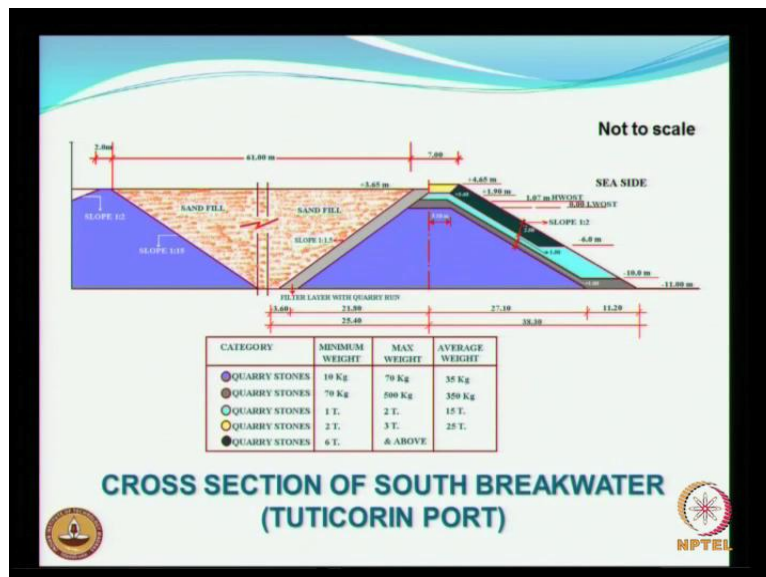 Not to scale
2.0m
61.00 m
7.00
+3.65 m
+4.65 m
+1.90 m
SEA SIDE
1.07 m HWOST
0.00 LWOST
SLOPE 1:2
SAND FILL
SAND FILL
SLOPE 1:2
SLOPE 1:15
SLOPE 1:1.5
-6.0 m
-10.0 m
-11.00 m
FILTER LAYER WITH QUARRY RUN
3.60
21.80
27.10
11.20
25.40
38.30
CATEGORY MINIMUM WEIGHT MAX WEIGHT AVERAGE WEIGHT
QUARRY STONES 10 Kg 70 Kg 35 Kg
QUARRY STONES 70 Kg 500 Kg 350 Kg
QUARRY STONES 1 T. 2 T. 15 T.
QUARRY STONES 2 T. 3 T. 25 T.
QUARRY STONES 6 T. & ABOVE
CROSS SECTION OF SOUTH BREAKWATER
(TUTICORIN PORT)
NPTEL